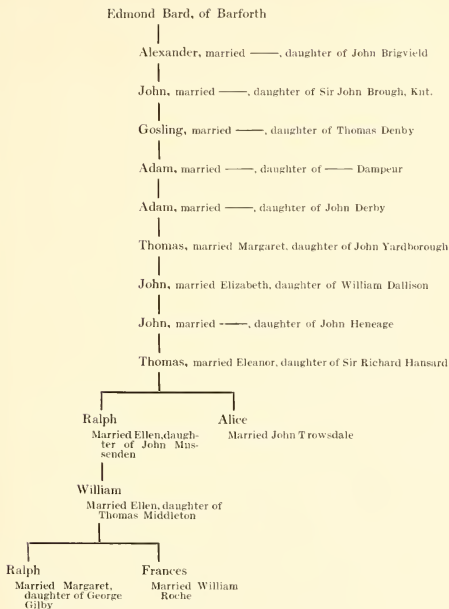 Edmond Bard, of Barforth
Alexander, married ——, daughter of John Brigvield
John, married ——, daughter of Sir John Brough, Knt.
Gosling, married ——, daughter of Thomas Denby
Adam, married ——, daughter of —— Dampeur
Adam, married ——, daughter of John Derby
Thomas, married Margaret, daughter of John Yardborough
John, married Elizabeth, daughter of William Dallison
John, married ——, daughter of John Heneage
Thomas, married Eleanor, daughter of Sir Richard Hansard
Ralph
Married Ellen, daugh-
ter of John Mus-
senden
Alice
Married John Trowsdale
William
Married Ellen, daughter of
Thomas Middleton
Ralph
Married Margaret,
daughter of George
Gilby
Frances
Married William
Roche